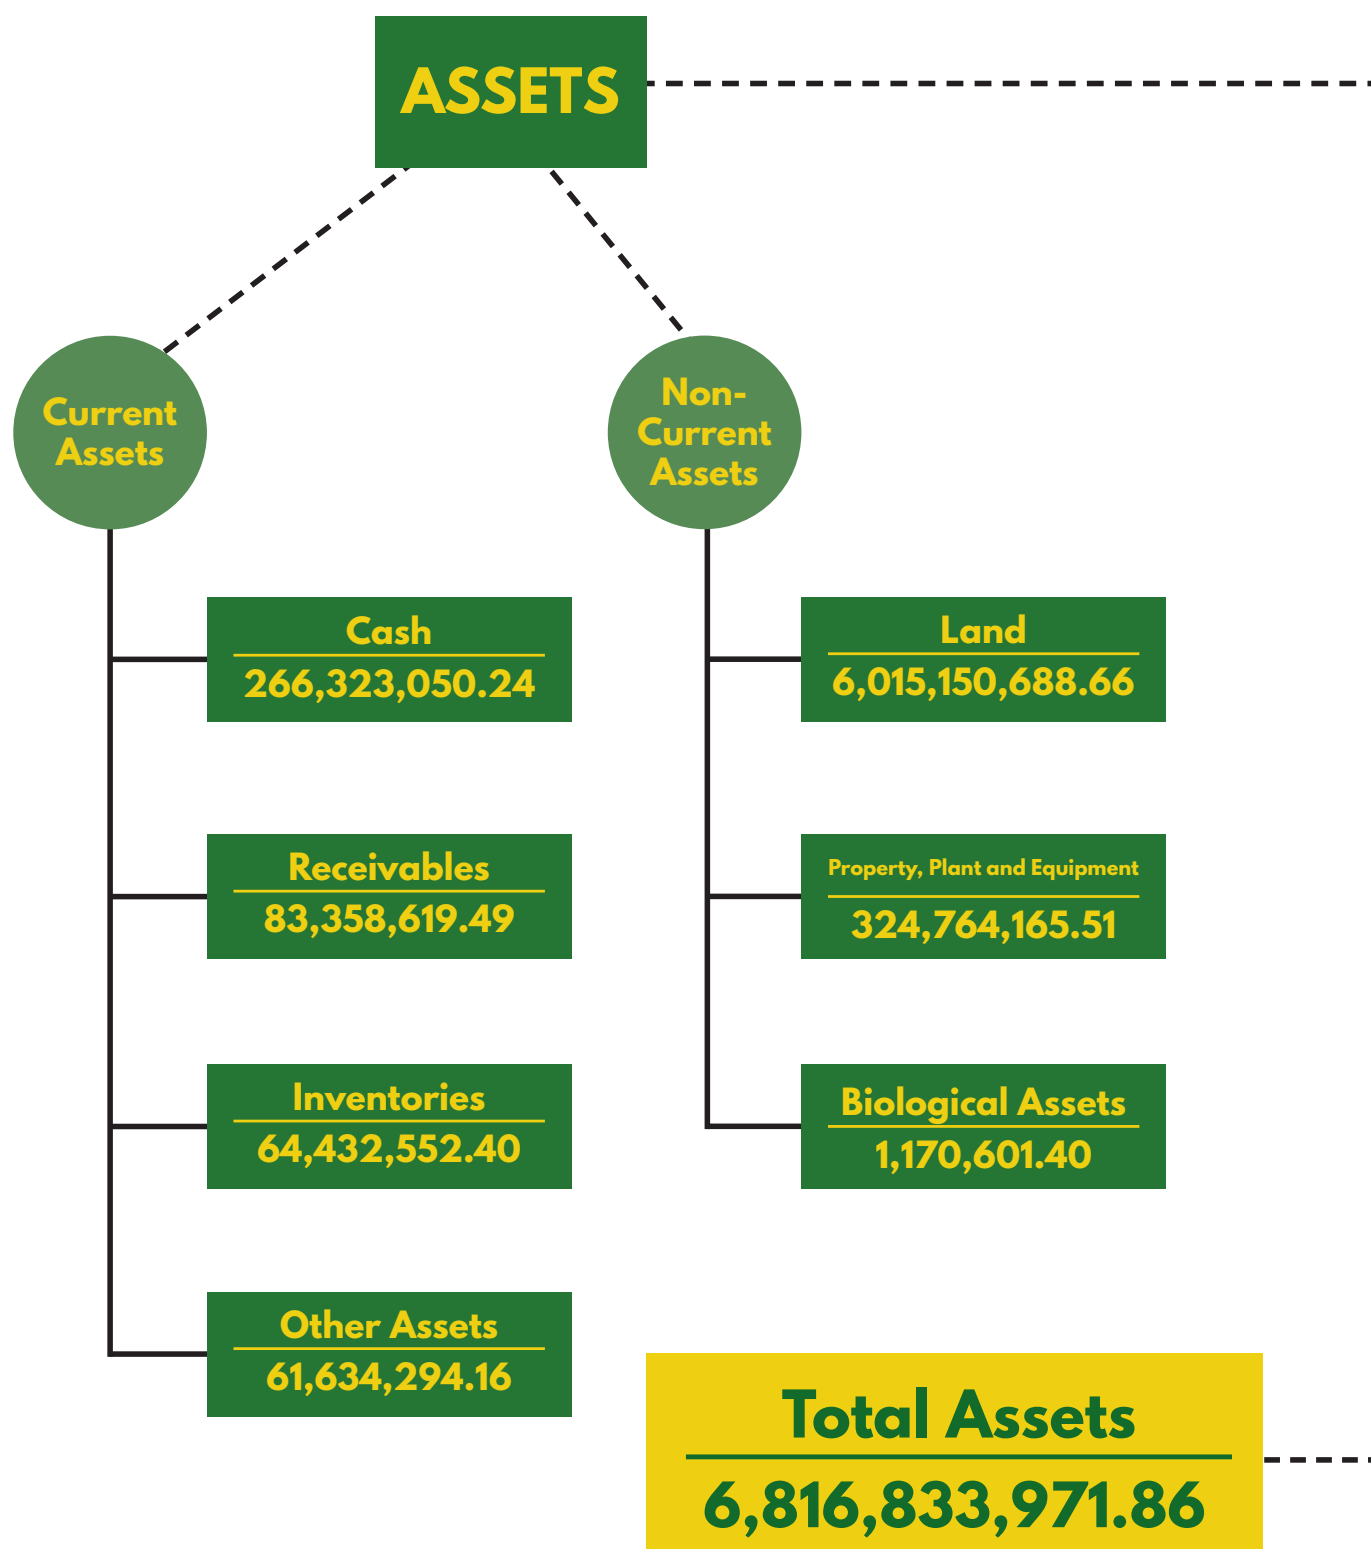 ASSETS
Current
Assets
Cash
266,323,050.24
Receivables
83,358,619.49
Inventories
64,432,552.40
Other Assets
61,634,294.16
Non-
Current
Assets
Land
6,015,150,688.66
Property, Plant and Equipment
324,764,165.51
Biological Assets
1,170,601.40
Total Assets
6,816,833,971.86